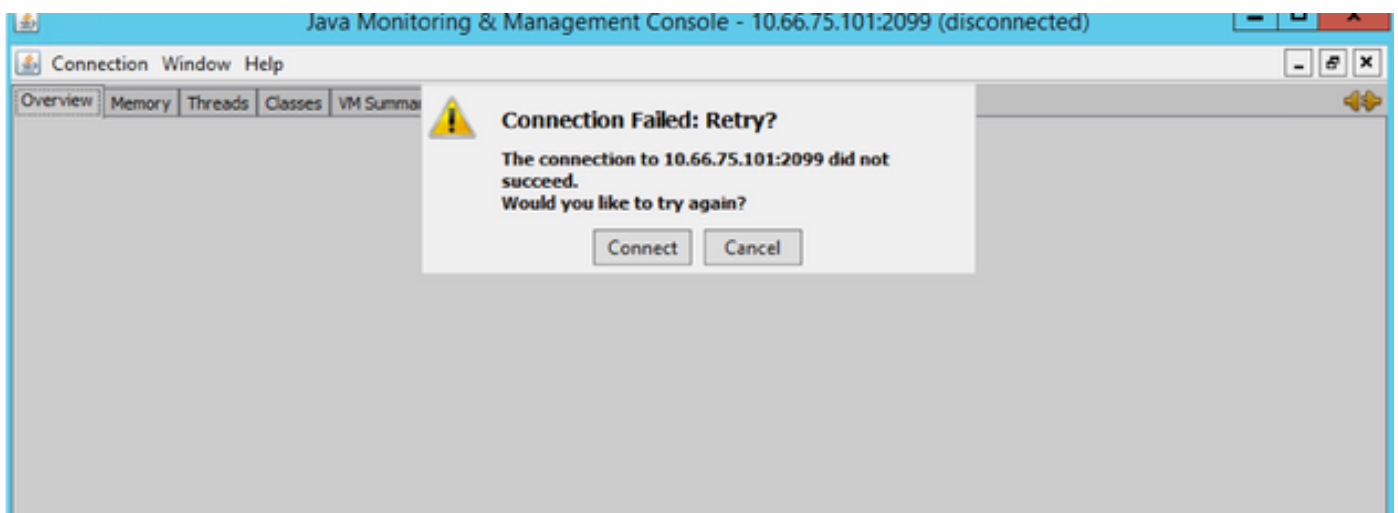 Java Monitoring & Management Console - 10.66.75.101:2099 (disconnected)
Connection Window Help
Overview Memory Threads Classes VM Summar
Connection Failed: Retry?
The connection to 10.66.75.101:2099 did not
succeed.
Would you like to try again?
Connect Cancel